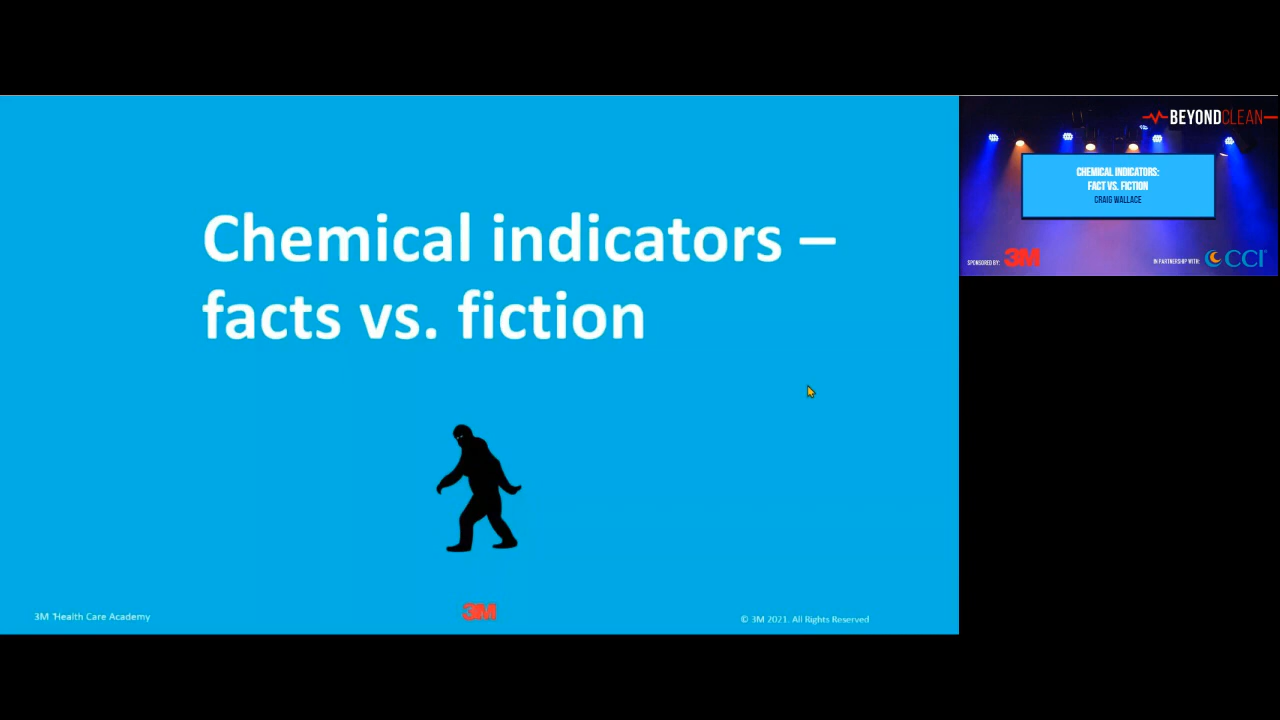 Chemical indicators –
facts vs. fiction
3M Health Care Academy
3M
© 3M 2021. All Rights Reserved
BEYONDCLEAN
CHEMICAL INDICATORS:
FACT VS. FICTION
CRAIG WALLACE
SPONSORED BY: 3M
IN PARTNERSHIP WITH: CCI